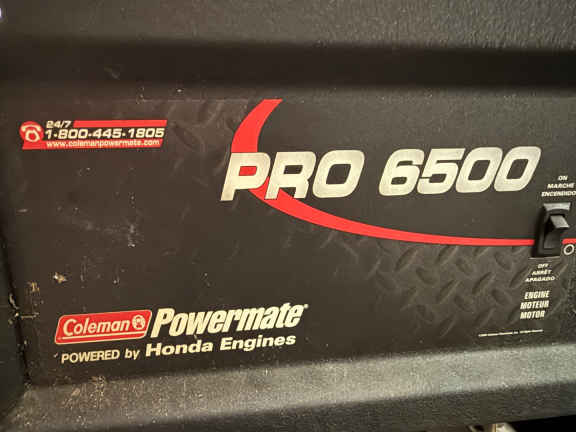 24/7
1-800-445-1805
www.colemanpowermate.com
PRO 6500
ON
MARCHE
ENCENDIDO
OFF
ARRÊT
APAGADO
ENGINE
MOTEUR
MOTOR
Coleman Powermate
POWERED by Honda Engines